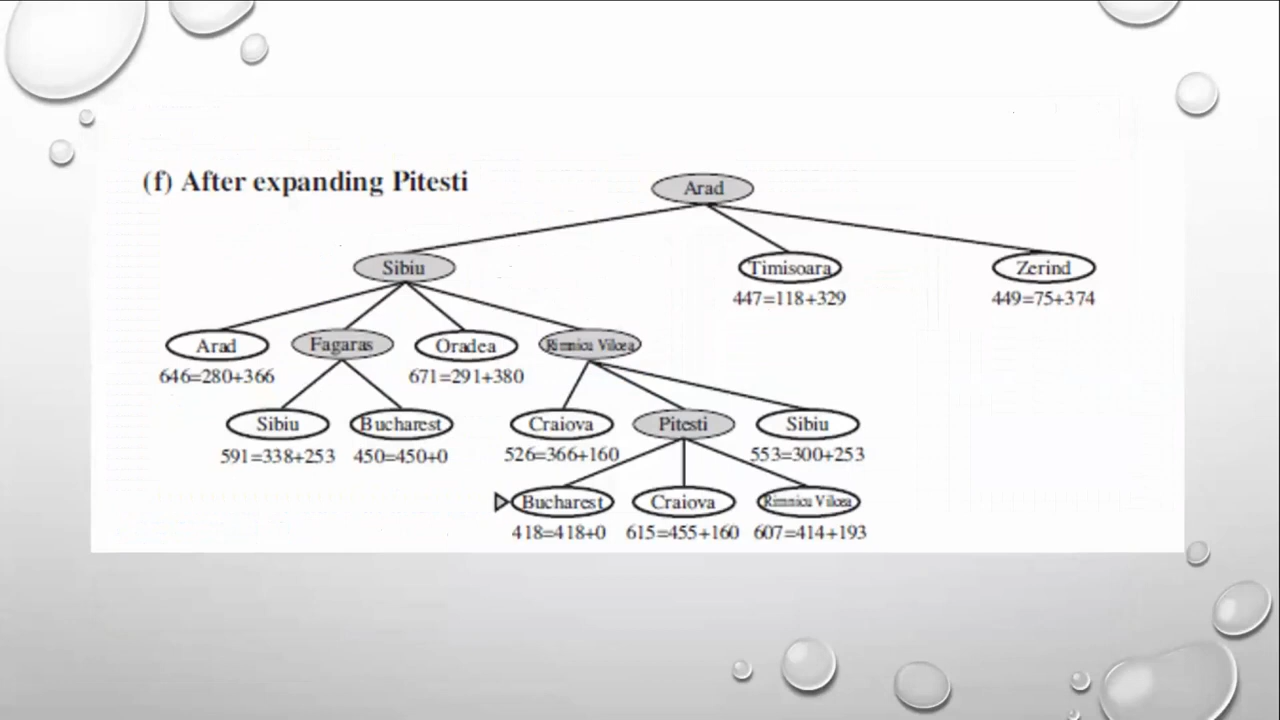 (f) After expanding Pitesti
Arad
Sibiu
Timisoara
Zerind
447=118+329
449=75+374
Arad
Fagaras
Oradea
Rimnicu Vilcea
646=280+366
671=291+380
Sibiu
Bucharest
Craiova
Pitesti
Sibiu
591=338+253
450=450+0
526=366+160
553=300+253
Bucharest
Craiova
Rimnicu Vilcea
418=418+0
615=455+160
607=414+193